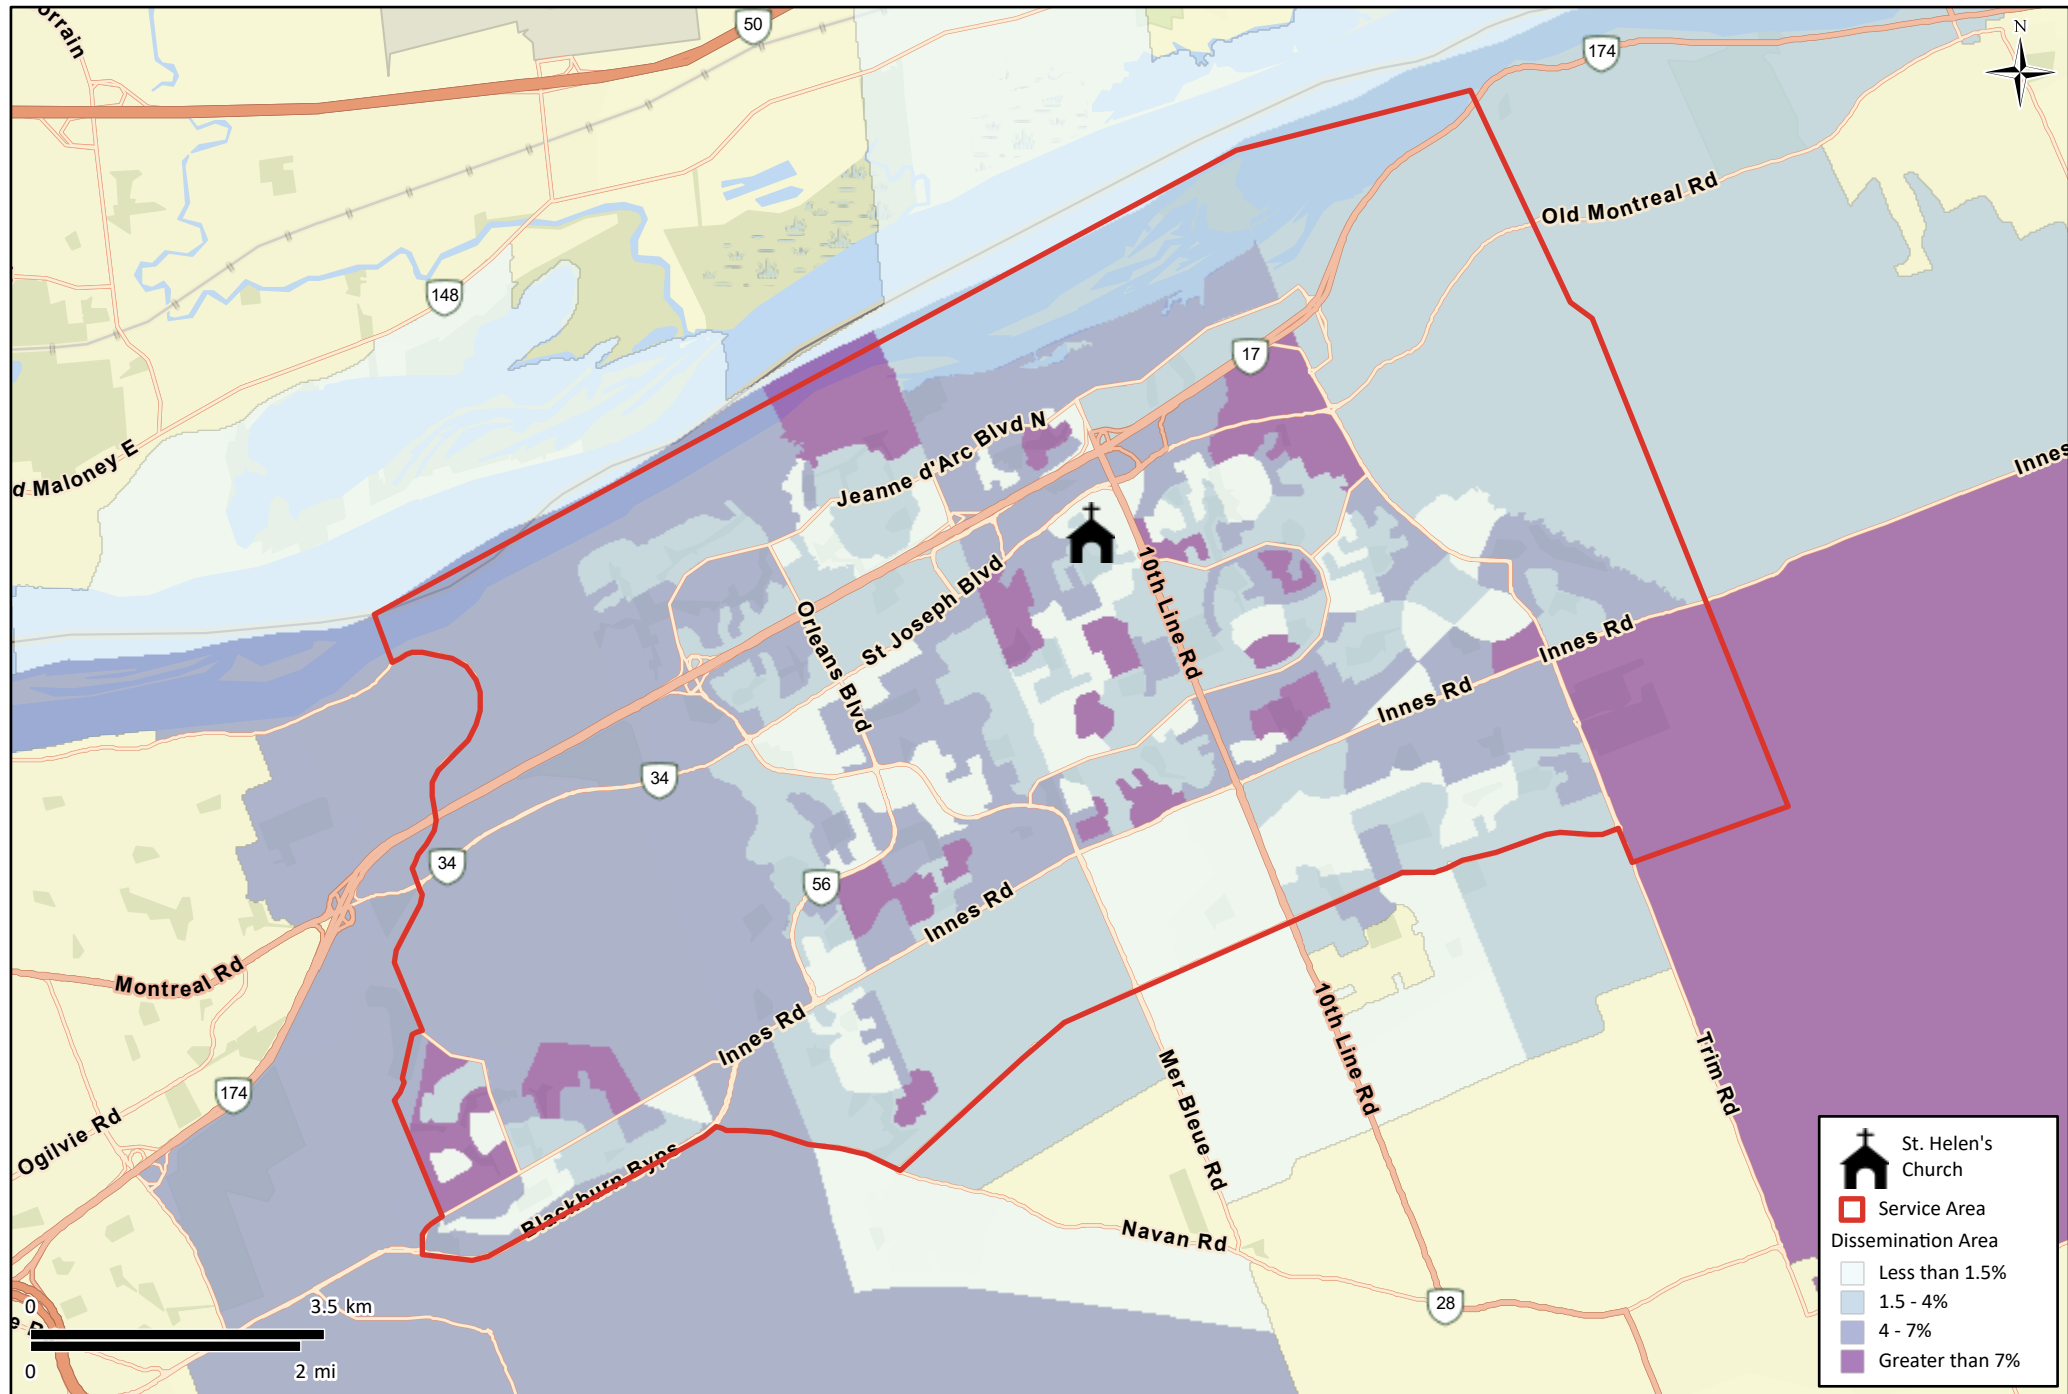 orrain
50
174
N
Old Montreal Rd
148
17
Innes
d Maloney E
Jeanne d'Arc Blvd N
10th Line Rd
St Joseph Blvd
Orleans Blvd
Innes Rd
Innes Rd
34
34
56
Innes Rd
Montreal Rd
Innes Rd
10th Line Rd
Trim Rd
Mer Bleue Rd
174
Ogilvie Rd
Blackburn Byps
Navan Rd
28
St. Helen's
Church
Service Area
Dissemination Area
Less than 1.5%
1.5 - 4%
4 - 7%
Greater than 7%
0 3.5 km
0 2 mi